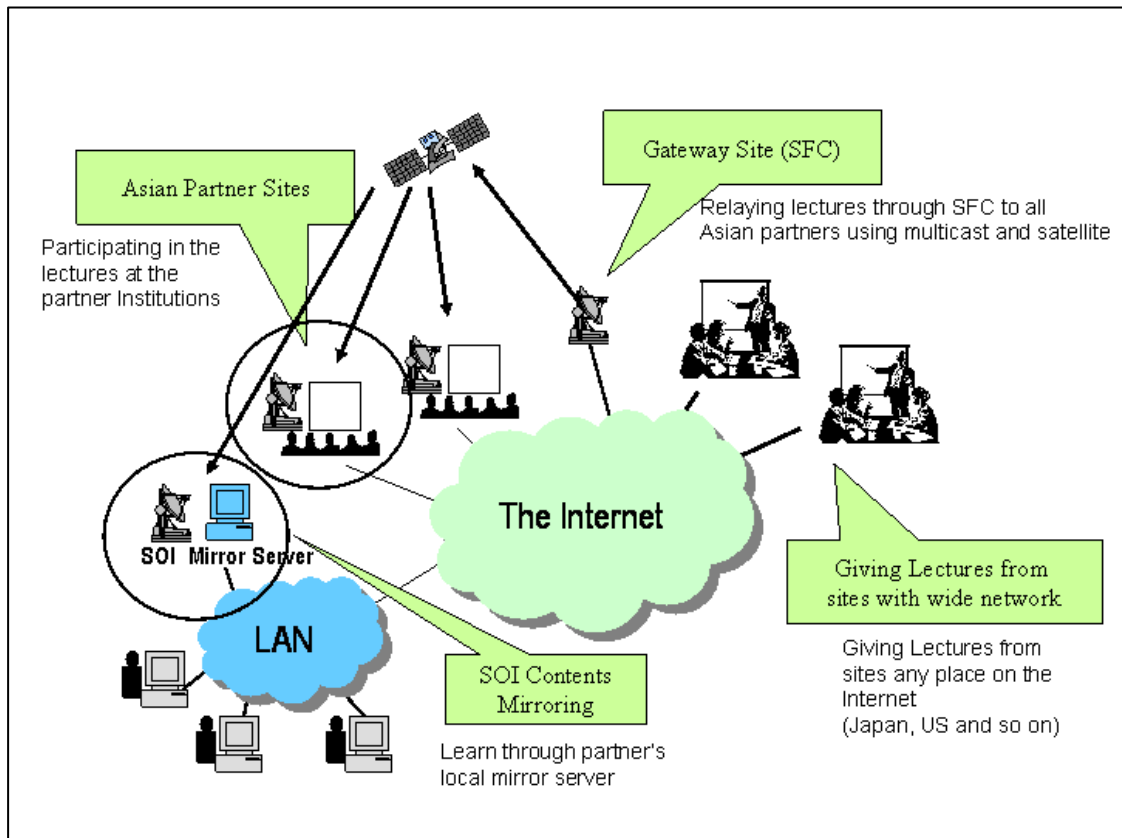 Gateway Site (SFC)
Relaying lectures through SFC to all
Asian partners using multicast and satellite
Asian Partner Sites
Participating in the
lectures at the
partner Institutions
The Internet
SOI Mirror Server
LAN
Giving Lectures from
sites with wide network
Giving Lectures from
sites any place on the
Internet
(Japan, US and so on)
SOI Contents
Mirroring
Learn through partner's
local mirror server